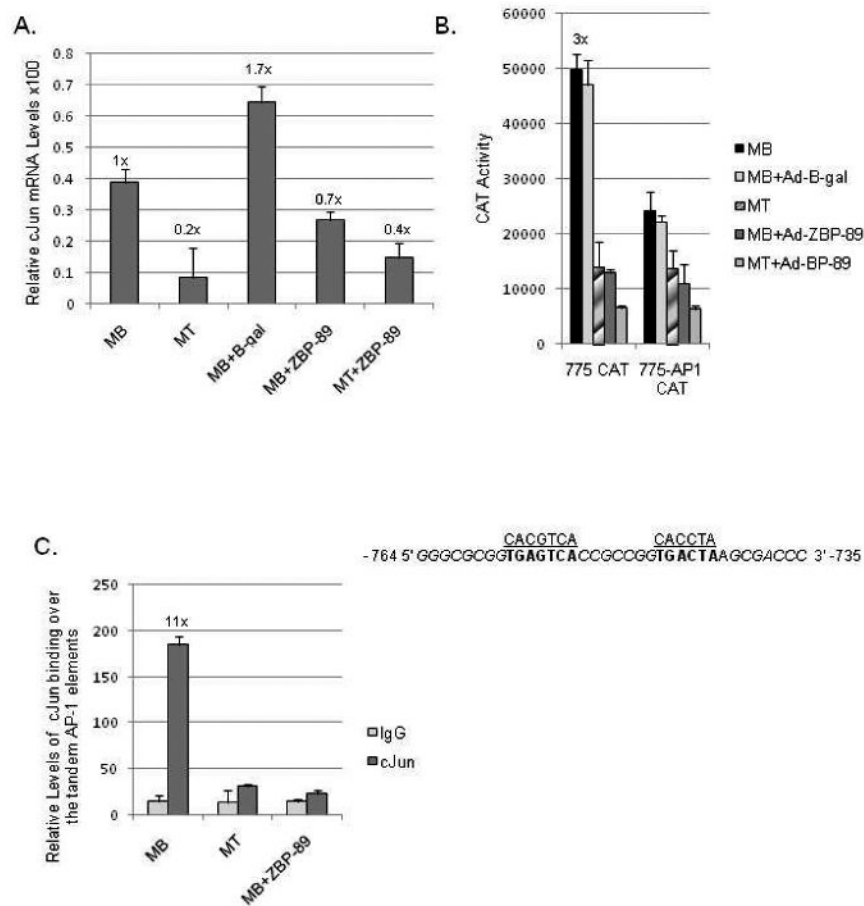 A.
Relative cJun mRNA Levels x100
0.8
0.7
0.6
0.5
0.4
0.3
0.2
0.1
0
1x
0.2x
1.7x
0.7x
0.4x
MB
MT
MB+B-gal
MB+ZBP-89
MT+ZBP-89
B.
CAT Activity
60000
50000
40000
30000
20000
10000
0
3x
775 CAT
775-AP1
CAT
MB
MB+Ad-B-gal
MT
MB+Ad-ZBP-89
MT+Ad-BP-89
C.
Relative Levels of cJun binding over
the tandem AP-1 elements
250
200
150
100
50
0
11x
MB
MT
MB+ZBP-89
IgG
cJun
CACGTCA CACCTA
-764 5' GGGCGCGGTGAGTCACCGCCGGTGACTAAGCGACCC 3' -735